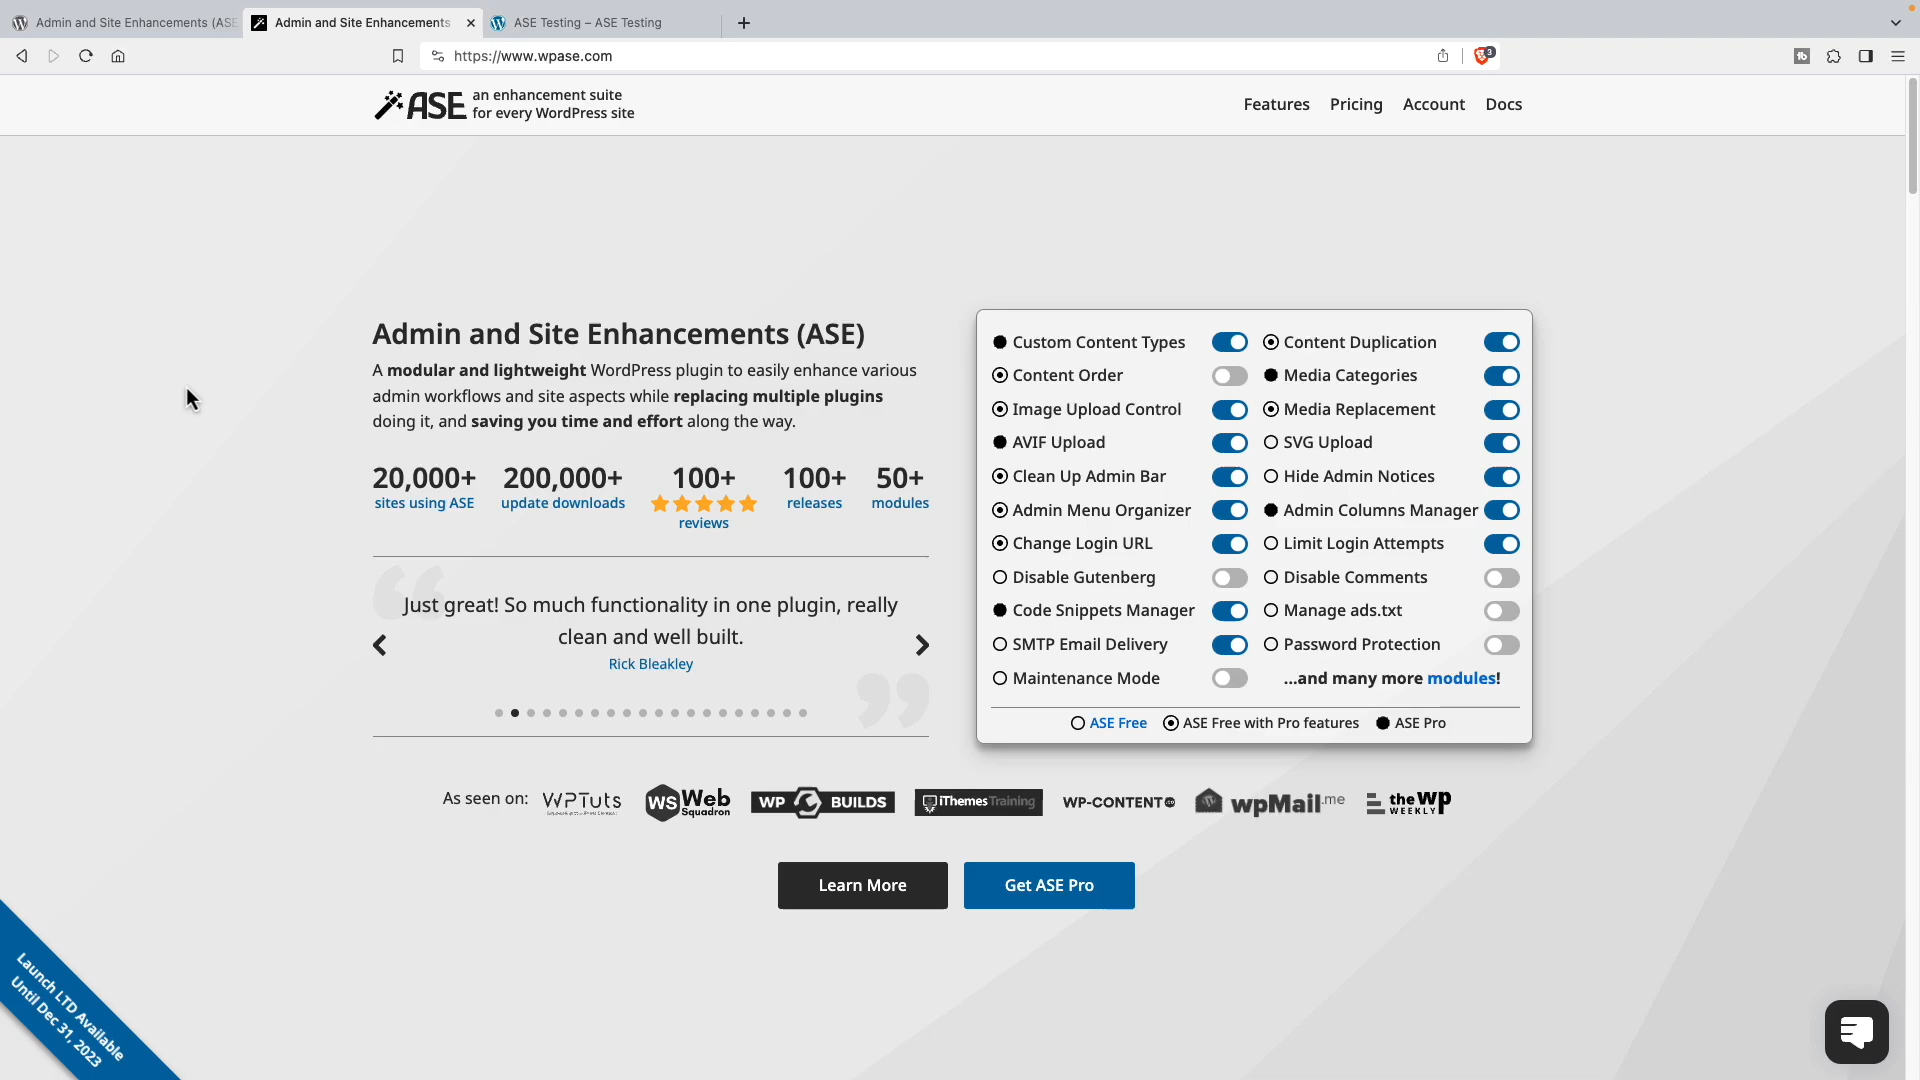 Admin and Site Enhancements (ASE
Admin and Site Enhancements
ASE Testing – ASE Testing
https://www.wpase.com
3
ASE an enhancement suite
for every WordPress site
Features Pricing Account Docs
Admin and Site Enhancements (ASE)
A modular and lightweight WordPress plugin to easily enhance various
admin workflows and site aspects while replacing multiple plugins
doing it, and saving you time and effort along the way.
20,000+
sites using ASE
200,000+
update downloads
100+
reviews
100+
releases
50+
modules
Just great! So much functionality in one plugin, really
clean and well built.
Rick Bleakley
Custom Content Types Content Duplication
Content Order Media Categories
Image Upload Control Media Replacement
AVIF Upload SVG Upload
Clean Up Admin Bar Hide Admin Notices
Admin Menu Organizer Admin Columns Manager
Change Login URL Limit Login Attempts
Disable Gutenberg Disable Comments
Code Snippets Manager Manage ads.txt
SMTP Email Delivery Password Protection
Maintenance Mode ...and many more modules!
ASE Free ASE Free with Pro features ASE Pro
As seen on: WPTuts WS Web Squadron WP BUILDS iThemes Training WP-CONTENT wpMail.me the WP WEEKLY
Learn More Get ASE Pro
Launch LTD Available
Until Dec 31, 2023